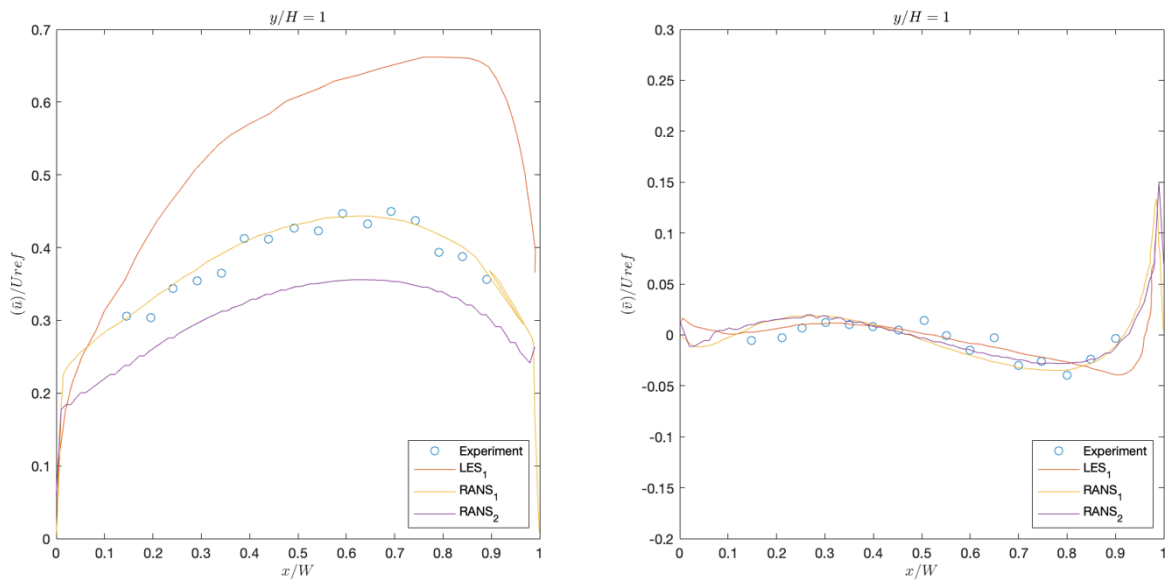 y/H = 1
0.7
0.6
0.5
0.4
0.3
0.2
0.1
0
(ū)/Uref
0
0.1
0.2
0.3
0.4
0.5
0.6
0.7
0.8
0.9
1
x/W
Experiment
LES₁
RANS₁
RANS₂
y/H = 1
0.3
0.25
0.2
0.15
0.1
0.05
0
-0.05
-0.1
-0.15
-0.2
(v̄)/Uref
0
0.1
0.2
0.3
0.4
0.5
0.6
0.7
0.8
0.9
1
x/W
Experiment
LES₁
RANS₁
RANS₂